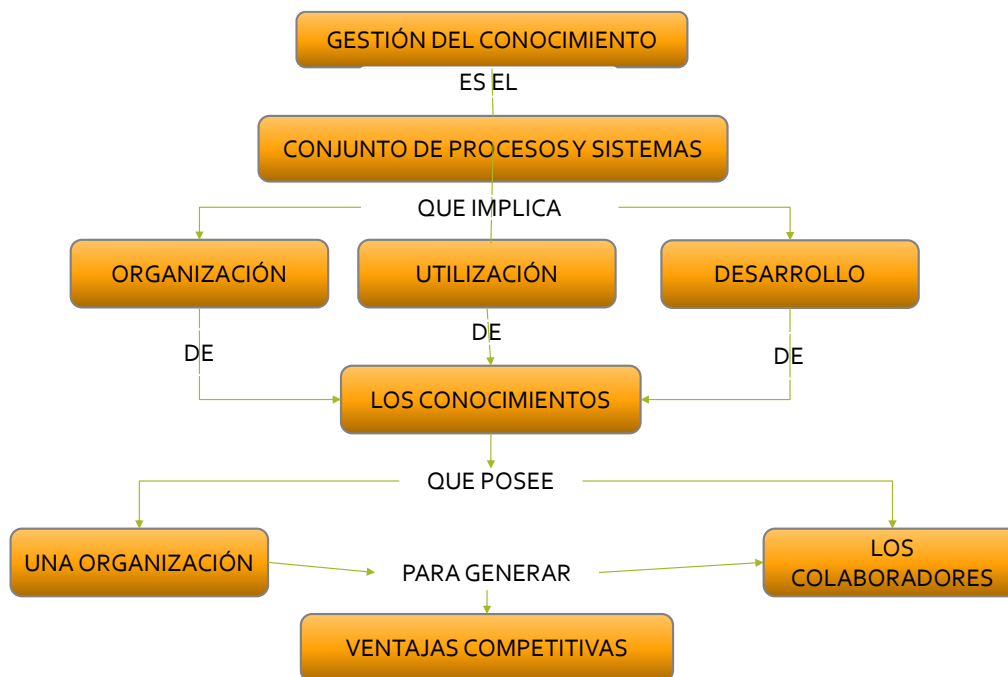 GESTIÓN DEL CONOCIMIENTO
ES EL
CONJUNTO DE PROCESOS Y SISTEMAS
QUE IMPLICA
ORGANIZACIÓN
UTILIZACIÓN
DESARROLLO
DE
DE
DE
LOS CONOCIMIENTOS
QUE POSEE
UNA ORGANIZACIÓN
PARA GENERAR
LOS
COLABORADORES
VENTAJAS COMPETITIVAS